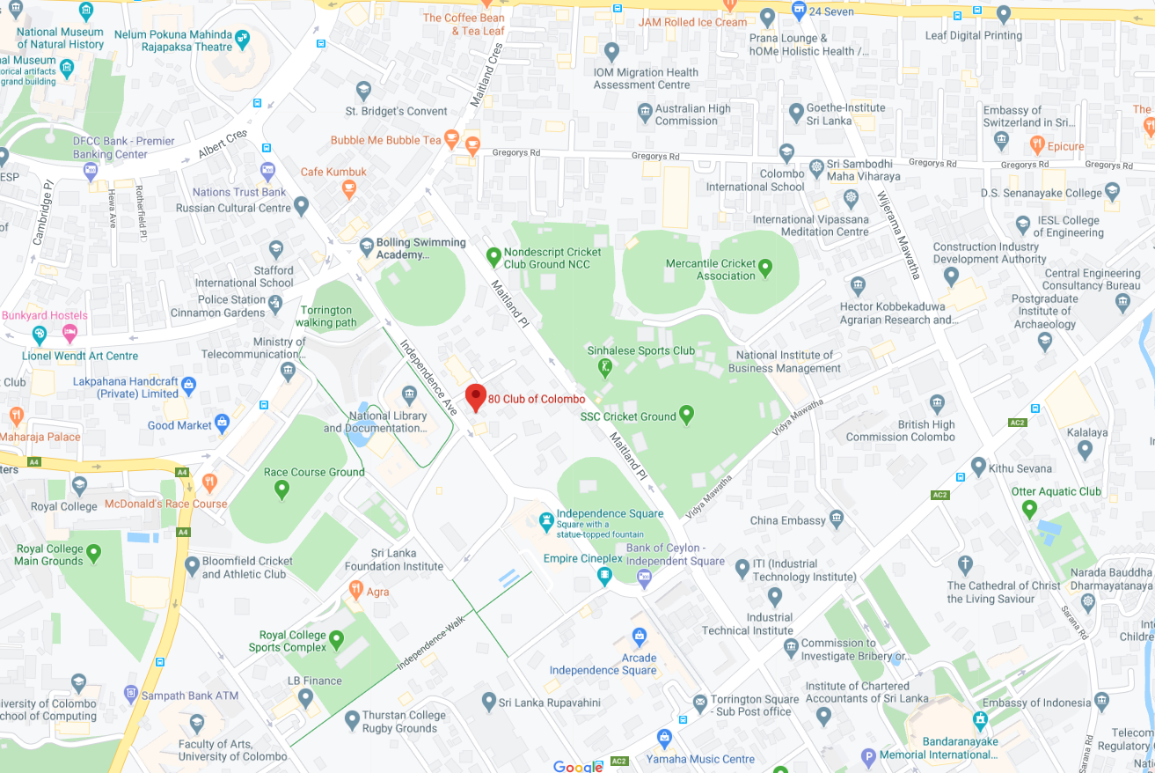 National Museum
of Natural History
Nelum Pokuna Mahinda
Rajapaksa Theatre
The Coffee Bean
& Tea Leaf
JAM Rolled Ice Cream
24 Seven
Prana Lounge &
hOMe Holistic Health /...
Leaf Digital Printing
al Museum
orical artifacts
grand building
IOM Migration Health
Assessment Centre
Maitland Cres
St. Bridget's Convent
Australian High
Commission
Goethe-Institute
Sri Lanka
Embassy of
Switzerland in Sri...
The
Epicure
DFCC Bank - Premier
Banking Center
Albert Cres
Bubble Me Bubble Tea
Gregorys Rd
Gregorys Rd
Gregorys Rd
Gregorys Rd
ESP
Cambridge Pl
Hewa Ave
Rotherfield Pl
Nations Trust Bank
Russian Cultural Centre
Cafe Kumbuk
Colombo
International School
Sri Sambodhi
Maha Viharaya
D.S. Senanayake College
Wijerama Mawatha
International Vipassana
Meditation Centre
IESL College
of Engineering
of
Stafford
International School
Bolling Swimming
Academy...
Nondescript Cricket
Club Ground NCC
Mercantile Cricket
Association
Construction Industry
Development Authority
Central Engineering
Consultancy Bureau
Police Station
Cinnamon Gardens
Torrington
walking path
Maitland Pl
Hector Kobbekaduwa
Agrarian Research and...
Postgraduate
Institute of
Archaeology
Bunkyard Hostels
Lionel Wendt Art Centre
Ministry of
Telecommunication...
Independence Ave
Sinhalese Sports Club
National Institute of
Business Management
Club
Lakpahana Handcraft
(Private) Limited
80 Club of Colombo
Good Market
National Library
and Documentation...
SSC Cricket Ground
Vidya Mawatha
British High
Commission Colombo
AC2
Maharaja Palace
Maitland Pl
Kalalaya
A4
A4
ters
Race Course Ground
Kithu Sevana
Royal College
McDonald's Race Course
Vidya Mawatha
AC2
Otter Aquatic Club
A4
Independence Square
Square with a
statue-topped fountain
China Embassy
Royal College
Main Grounds
Bloomfield Cricket
and Athletic Club
Sri Lanka
Foundation Institute
Empire Cineplex
Bank of Ceylon -
Independent Square
ITI (Industrial
Technology Institute)
The Cathedral of Christ
the Living Saviour
Narada Bauddha
Dharmayatanaya
Agra
Industrial
Technical Institute
Sarana Rd
Royal College
Sports Complex
Independence Walk
Arcade
Independence Square
Commission to
Investigate Bribery or...
Int
Childre
LB Finance
Sampath Bank ATM
iversity of Colombo
chool of Computing
Sri Lanka Rupavahini
Torrington Square
- Sub Post office
Institute of Chartered
Accountants of Sri Lanka
Embassy of Indonesia
Thurstan College
Rugby Grounds
Faculty of Arts,
University of Colombo
Yamaha Music Centre
Bandaranayake
Memorial International...
Sarana Rd
Telecom
Regulatory
Google
AC2